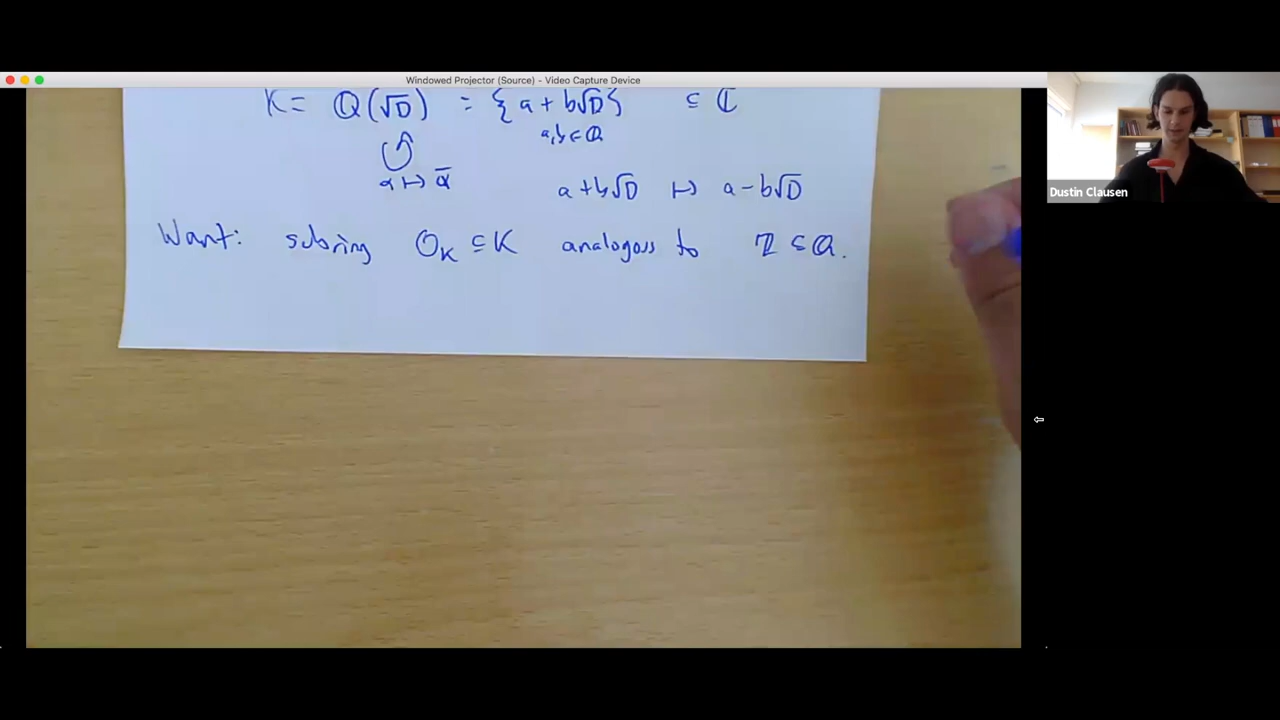 Windowed Projector (Source) - Video Capture Device
K = ℚ(√D) = {a + b√D} ⊆ ℂ
a,b ∈ ℚ
α ↦ ᾱ
a + b√D ↦ a - b√D
Want: subring 𝒪_K ⊆ K analogous to ℤ ⊆ ℚ.
Dustin Clausen